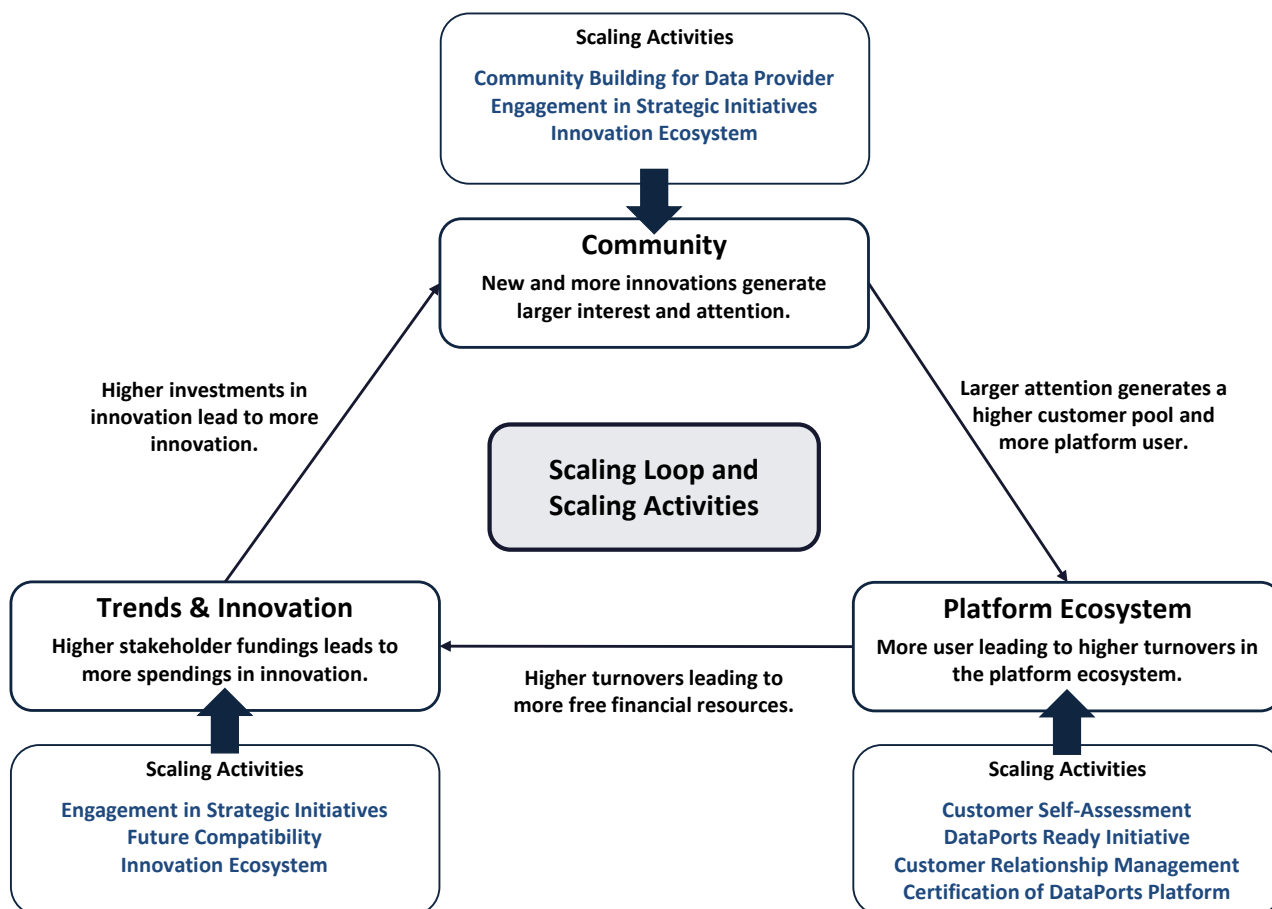 Scaling Activities
Community Building for Data Provider
Engagement in Strategic Initiatives
Innovation Ecosystem
Community
New and more innovations generate
larger interest and attention.
Higher investments in
innovation lead to more
innovation.
Larger attention generates a
higher customer pool and
more platform user.
Scaling Loop and
Scaling Activities
Trends & Innovation
Higher stakeholder fundings leads to
more spendings in innovation.
Platform Ecosystem
More user leading to higher turnovers in
the platform ecosystem.
Higher turnovers leading to
more free financial resources.
Scaling Activities
Engagement in Strategic Initiatives
Future Compatibility
Innovation Ecosystem
Scaling Activities
Customer Self-Assessment
DataPorts Ready Initiative
Customer Relationship Management
Certification of DataPorts Platform